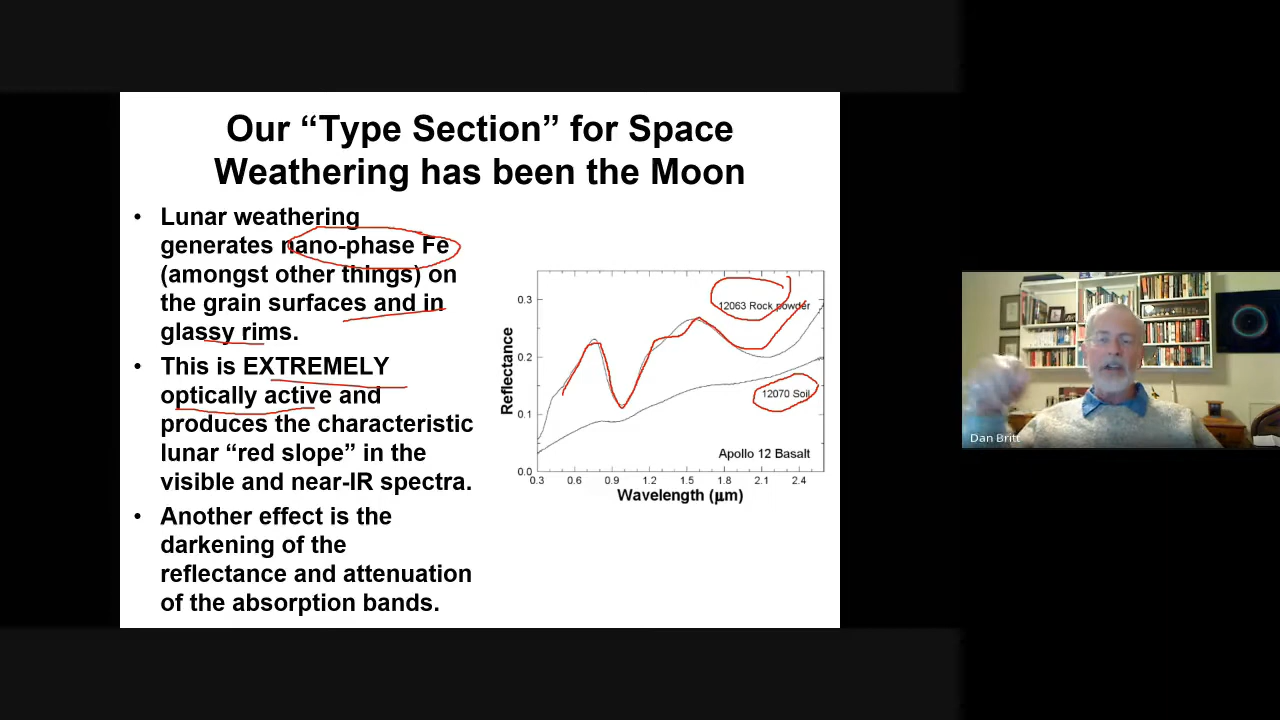 Our “Type Section” for Space
Weathering has been the Moon
• Lunar weathering
generates nano-phase Fe
(amongst other things) on
the grain surfaces and in
glassy rims.
• This is EXTREMELY
optically active and
produces the characteristic
lunar “red slope” in the
visible and near-IR spectra.
• Another effect is the
darkening of the
reflectance and attenuation
of the absorption bands.
Reflectance
0.3
0.2
0.1
0.0
12063 Rock powder
12070 Soil
Apollo 12 Basalt
0.3 0.6 0.9 1.2 1.5 1.8 2.1 2.4
Wavelength (μm)
Dan Britt